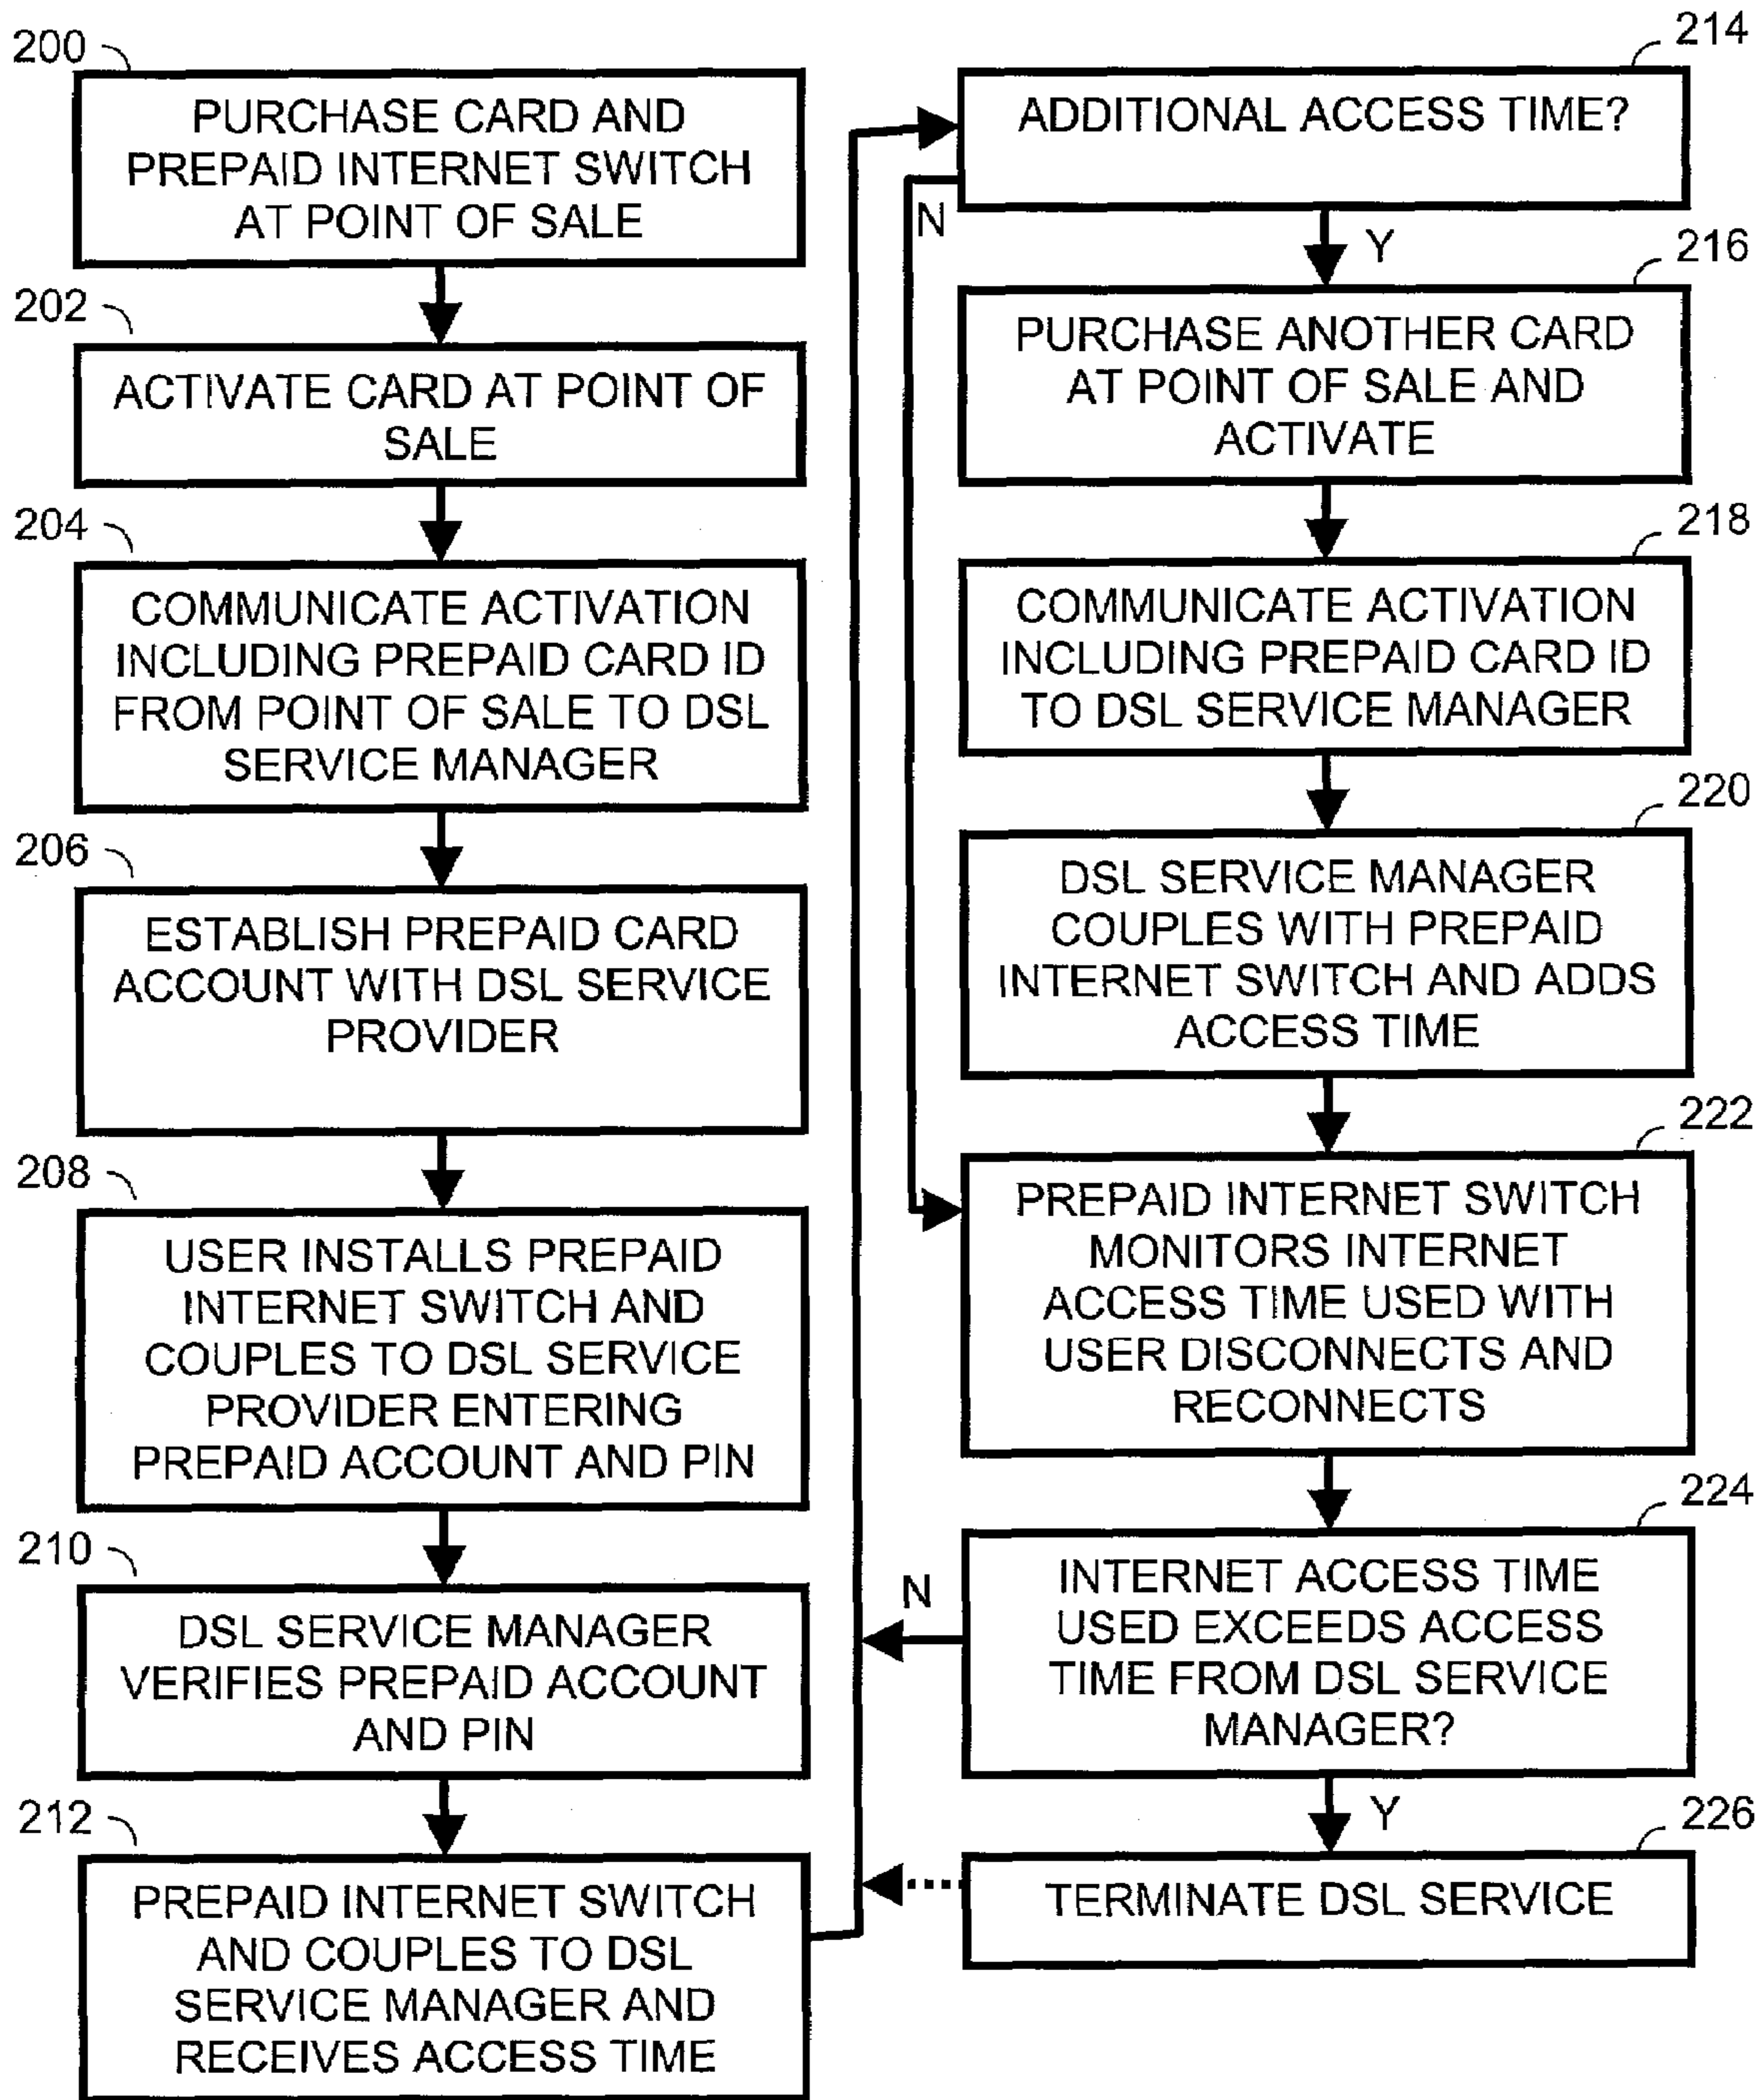 200
PURCHASE CARD AND
PREPAID INTERNET SWITCH
AT POINT OF SALE
202
ACTIVATE CARD AT POINT OF
SALE
204
COMMUNICATE ACTIVATION
INCLUDING PREPAID CARD ID
FROM POINT OF SALE TO DSL
SERVICE MANAGER
206
ESTABLISH PREPAID CARD
ACCOUNT WITH DSL SERVICE
PROVIDER
208
USER INSTALLS PREPAID
INTERNET SWITCH AND
COUPLES TO DSL SERVICE
PROVIDER ENTERING
PREPAID ACCOUNT AND PIN
210
DSL SERVICE MANAGER
VERIFIES PREPAID ACCOUNT
AND PIN
212
PREPAID INTERNET SWITCH
AND COUPLES TO DSL
SERVICE MANAGER AND
RECEIVES ACCESS TIME
214
ADDITIONAL ACCESS TIME?
N
Y
216
PURCHASE ANOTHER CARD
AT POINT OF SALE AND
ACTIVATE
218
COMMUNICATE ACTIVATION
INCLUDING PREPAID CARD ID
TO DSL SERVICE MANAGER
220
DSL SERVICE MANAGER
COUPLES WITH PREPAID
INTERNET SWITCH AND ADDS
ACCESS TIME
222
PREPAID INTERNET SWITCH
MONITORS INTERNET
ACCESS TIME USED WITH
USER DISCONNECTS AND
RECONNECTS
224
INTERNET ACCESS TIME
USED EXCEEDS ACCESS
TIME FROM DSL SERVICE
MANAGER?
N
Y
226
TERMINATE DSL SERVICE